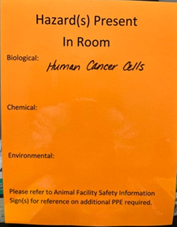 Hazard(s) Present
In Room
Biological:
Human Cancer Cells
Chemical:
Environmental:
Please refer to Animal Facility Safety Information
Sign(s) for reference on additional PPE required.